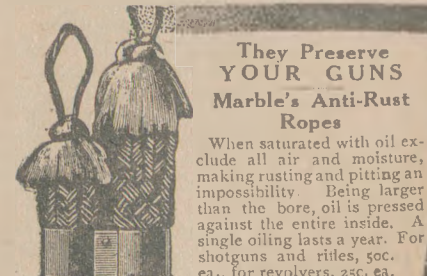 They Preserve
YOUR GUNS
Marble's Anti-Rust
Ropes
When saturated with oil ex-
clude all air and moisture,
making rusting and pitting an
impossibility. Being larger
than the bore, oil is pressed
against the entire inside. A
single oiling lasts a year. For
shotguns and rifles, 50c.
ea., for revolvers, 25c. ea.